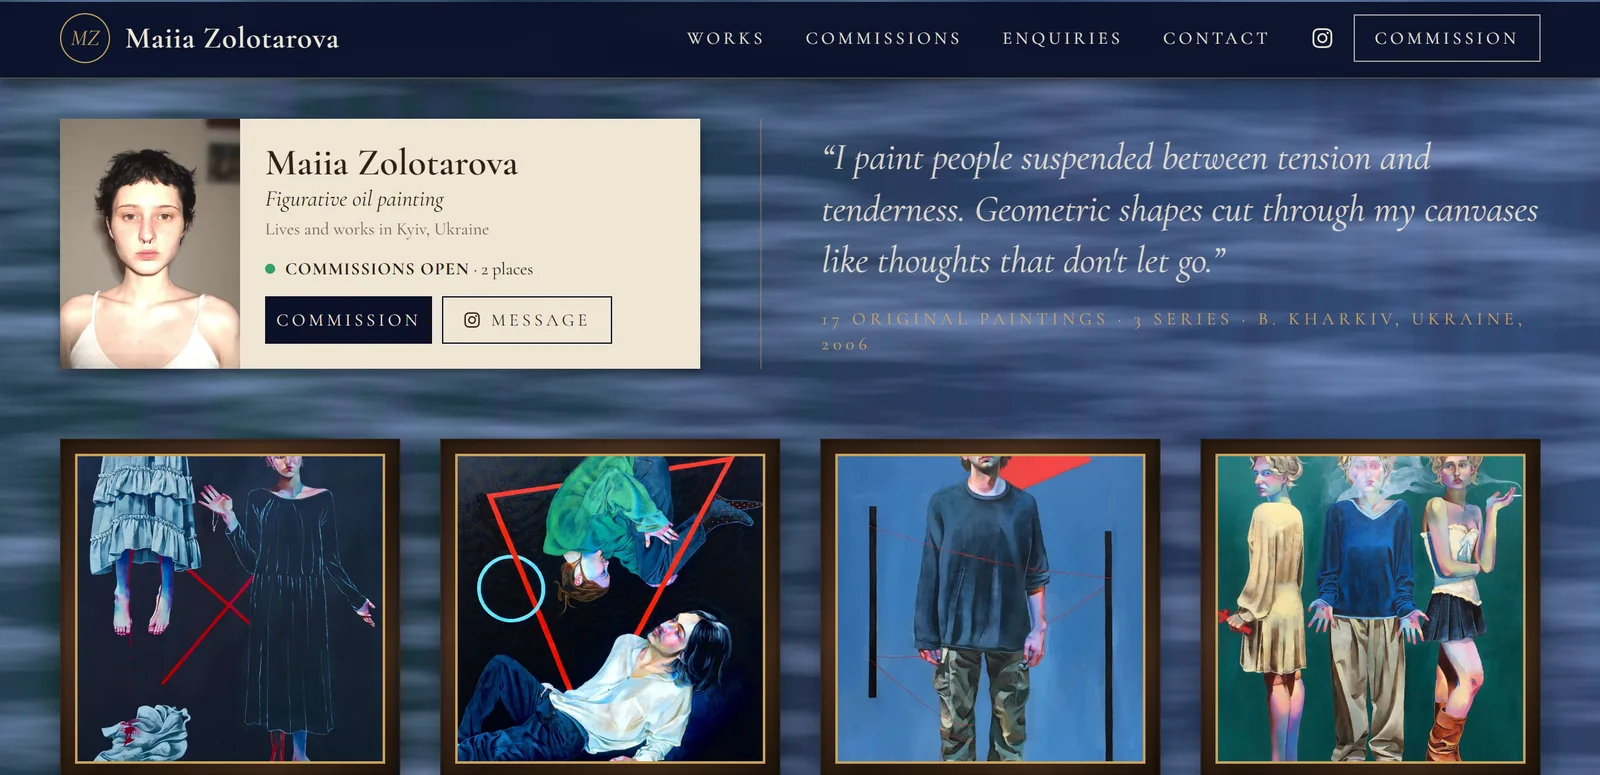 MZ Maiia Zolotarova WORKS COMMISSIONS ENQUIRIES CONTACT COMMISSION
Maiia Zolotarova
Figurative oil painting
Lives and works in Kyiv, Ukraine
COMMISSIONS OPEN · 2 places
COMMISSION MESSAGE
“I paint people suspended between tension and
tenderness. Geometric shapes cut through my canvases
like thoughts that don't let go.”
17 ORIGINAL PAINTINGS · 3 SERIES · B. KHARKIV, UKRAINE,
2006